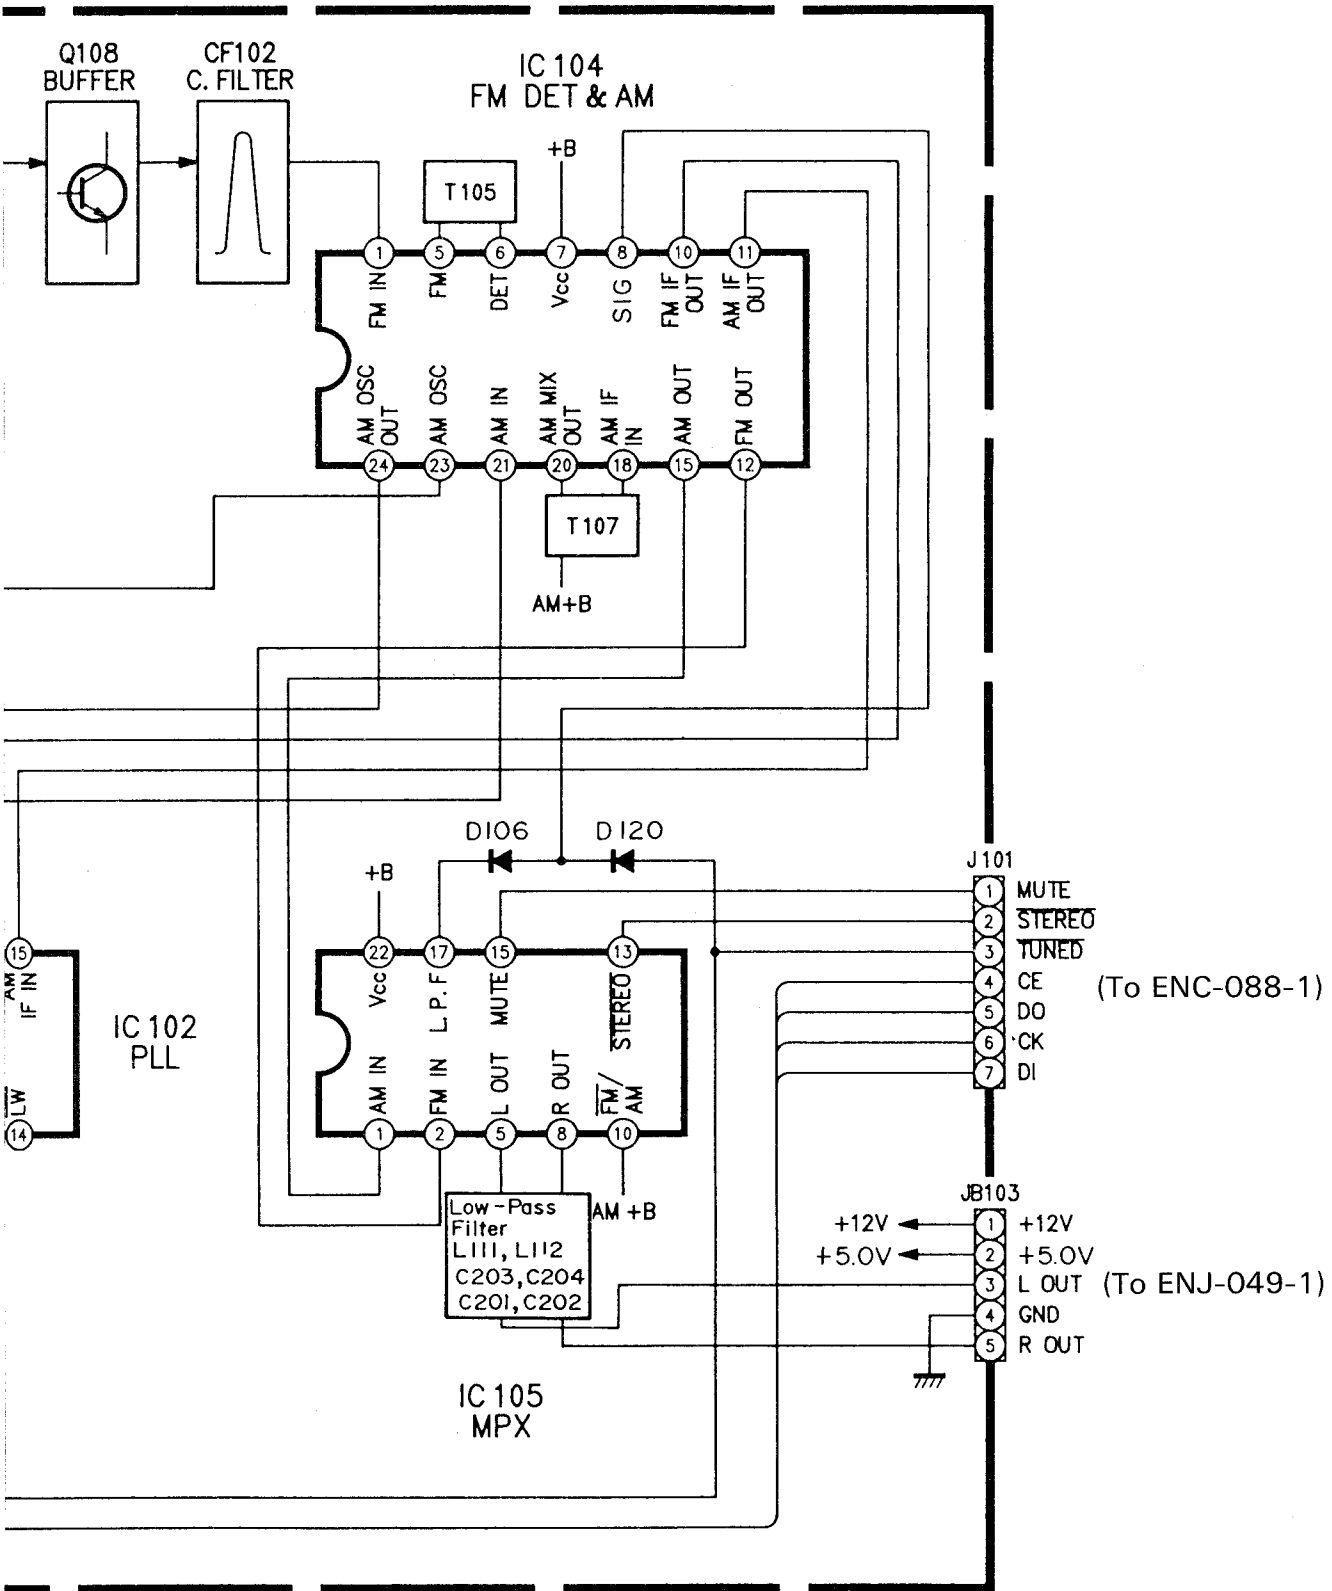 Q108
BUFFER
CF102
C. FILTER
IC 104
FM DET & AM
+B
T105
1
5
6
7
8
10
11
FM IN
FM
DET
Vcc
SIG
FM IF
OUT
AM IF
OUT
AM OSC
OUT
AM OSC
AM IN
AM MIX
OUT
AM IF
IN
AM OUT
FM OUT
24
23
21
20
18
15
12
T107
AM+B
D106
D120
+B
22
17
15
13
Vcc
L.P.F
MUTE
STEREO
AM IN
FM IN
L OUT
R OUT
FM/
AM
1
2
5
8
10
AM +B
15
AM
IF IN
LW
14
IC 102
PLL
Low-Pass
Filter
L111, L112
C203, C204
C201, C202
IC 105
MPX
J101
1 MUTE
2 STEREO
3 TUNED
4 CE
5 DO
6 CK
7 DI
(To ENC-088-1)
JB103
+12V 1 +12V
+5.0V 2 +5.0V
3 L OUT (To ENJ-049-1)
4 GND
5 R OUT